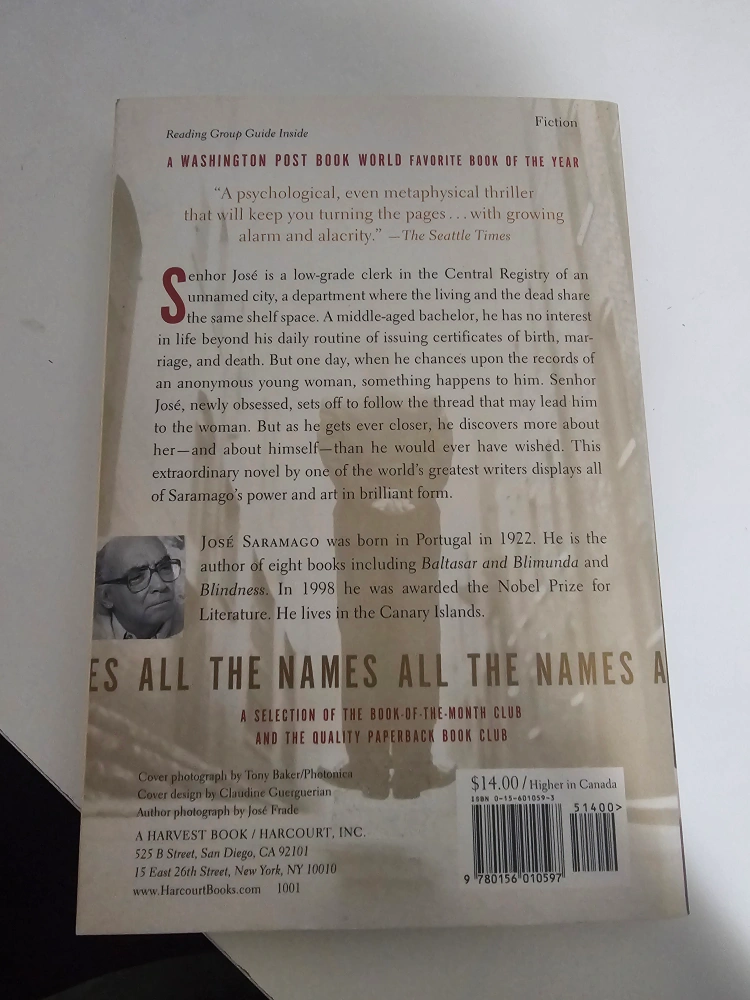 Fiction
Reading Group Guide Inside
A WASHINGTON POST BOOK WORLD FAVORITE BOOK OF THE YEAR
“A psychological, even metaphysical thriller
that will keep you turning the pages . . . with growing
alarm and alacrity.” —The Seattle Times
Senhor José is a low-grade clerk in the Central Registry of an
unnamed city, a department where the living and the dead share
the same shelf space. A middle-aged bachelor, he has no interest
in life beyond his daily routine of issuing certificates of birth, mar-
riage, and death. But one day, when he chances upon the records of
an anonymous young woman, something happens to him. Senhor
José, newly obsessed, sets off to follow the thread that may lead him
to the woman. But as he gets ever closer, he discovers more about
her—and about himself—than he would ever have wished. This
extraordinary novel by one of the world’s greatest writers displays all
of Saramago’s power and art in brilliant form.
JOSÉ SARAMAGO was born in Portugal in 1922. He is the
author of eight books including Baltasar and Blimunda and
Blindness. In 1998 he was awarded the Nobel Prize for
Literature. He lives in the Canary Islands.
ES ALL THE NAMES ALL THE NAMES A
A SELECTION OF THE BOOK-OF-THE-MONTH CLUB
AND THE QUALITY PAPERBACK BOOK CLUB
Cover photograph by Tony Baker/Photonica
Cover design by Claudine Guerguerian
Author photograph by José Frade
A HARVEST BOOK / HARCOURT, INC.
525 B Street, San Diego, CA 92101
15 East 26th Street, New York, NY 10010
www.HarcourtBooks.com 1001
$14.00/Higher in Canada
ISBN 0-15-601059-3
51400>
9 780156 010597